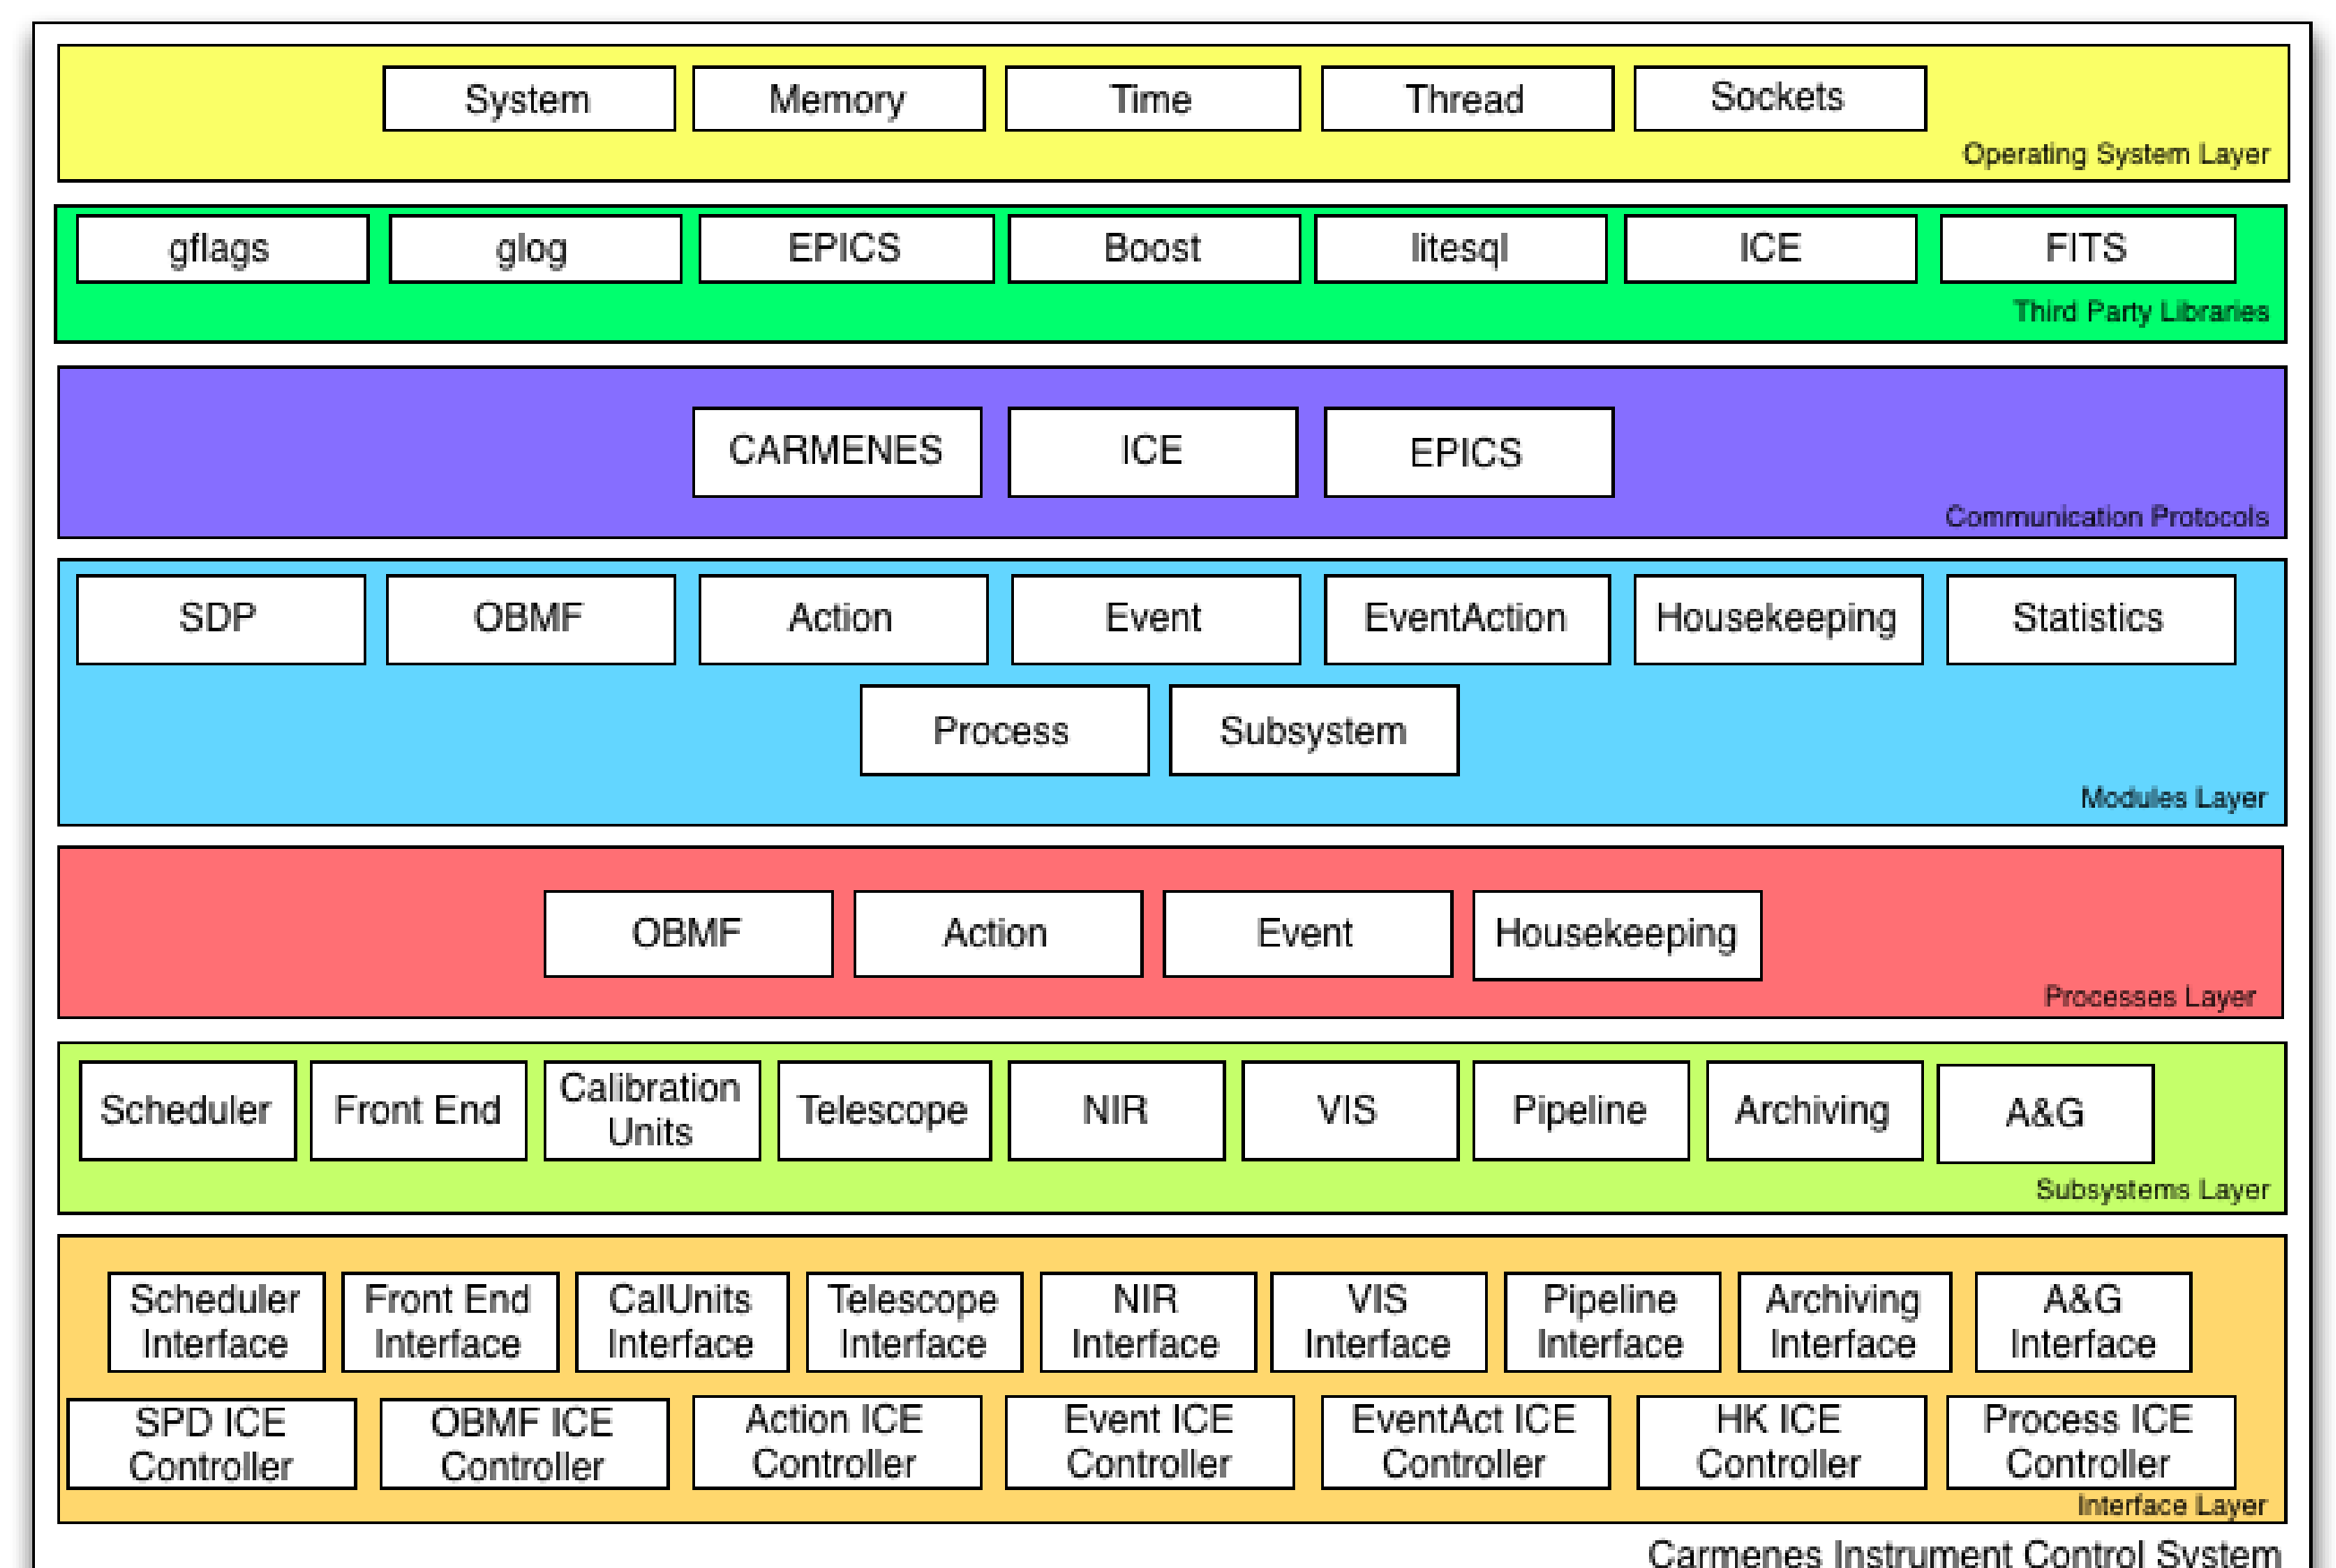 System Memory Time Thread Sockets
Operating System Layer
gflags glog EPICS Boost litesql ICE FITS
Third Party Libraries
CARMENES ICE EPICS
Communication Protocols
SDP OBMF Action Event EventAction Housekeeping Statistics
Process Subsystem
Modules Layer
OBMF Action Event Housekeeping
Processes Layer
Scheduler Front End Calibration Units Telescope NIR VIS Pipeline Archiving A&G
Subsystems Layer
Scheduler Interface Front End Interface CalUnits Interface Telescope Interface NIR Interface VIS Interface Pipeline Interface Archiving Interface A&G Interface
SPD ICE Controller OBMF ICE Controller Action ICE Controller Event ICE Controller EventAct ICE Controller HK ICE Controller Process ICE Controller
Interface Layer
Carmenes Instrument Control System